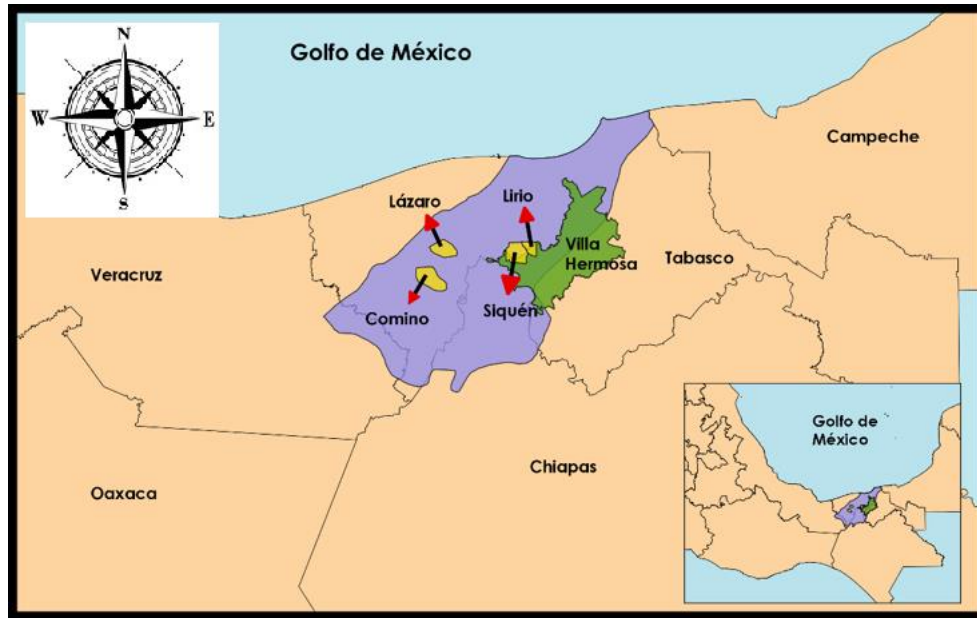 N
Golfo de México
W
E
S
Campeche
Lázaro
Lirio
Villa
Hermosa
Tabasco
Veracruz
Comino
Siquén
Golfo de
México
Chiapas
Oaxaca